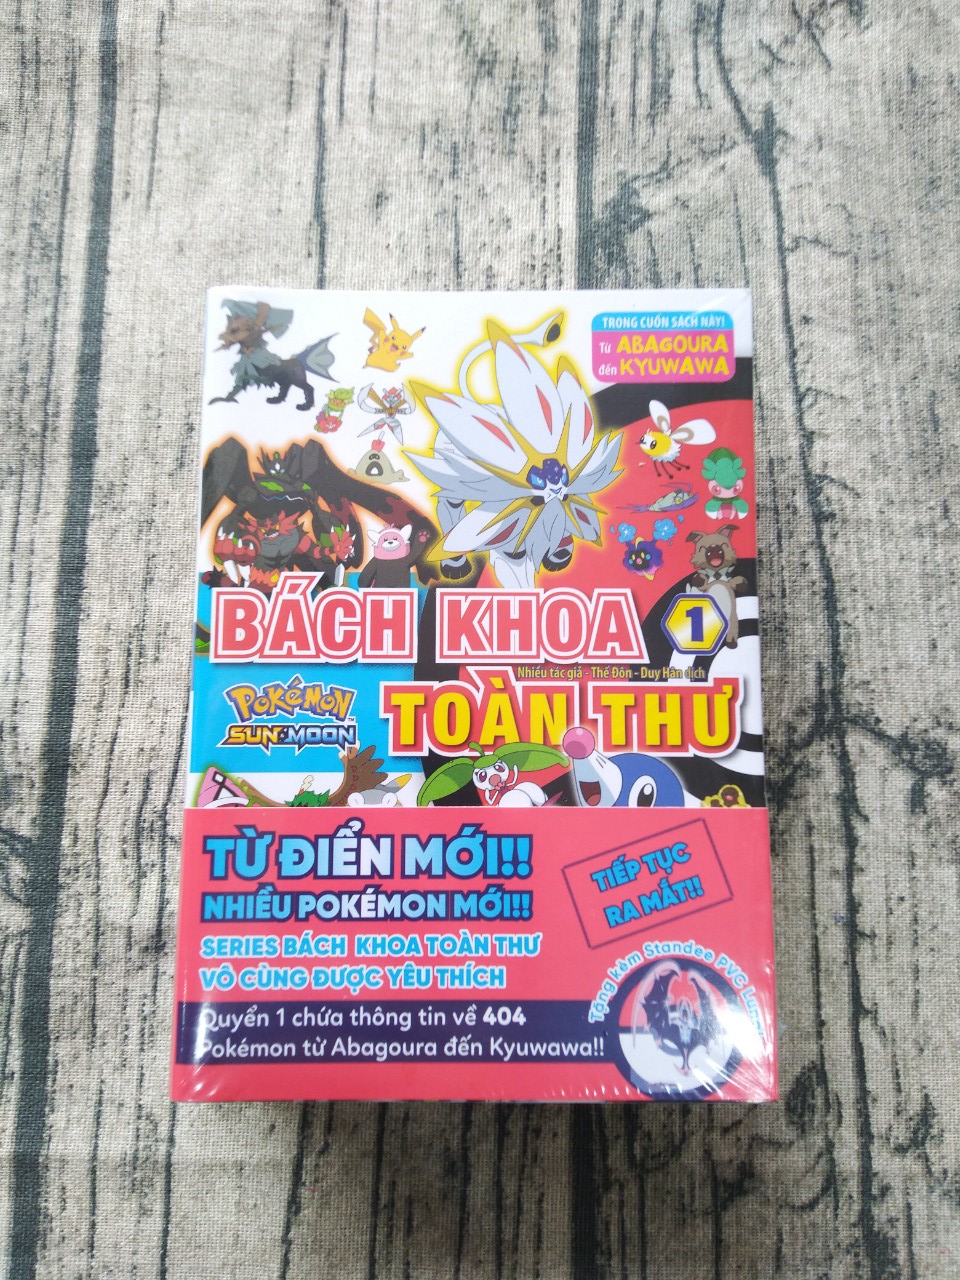 TRONG CUỐN SÁCH NÀY!
Từ ABAGOURA
đến KYUWAWA
BÁCH KHOA 1
Nhiều tác giả - Thế Đôn - Duy Hân dịch
POKÉMON
SUN & MOON
TOÀN THƯ
TỪ ĐIỂN MỚI!!
NHIỀU POKÉMON MỚI!!
TIẾP TỤC
RA MẮT!!
SERIES BÁCH KHOA TOÀN THƯ
VÔ CÙNG ĐƯỢC YÊU THÍCH
Tặng kèm Standee PVC
Quyển 1 chứa thông tin về 404
Pokémon từ Abagoura đến Kyuwawa!!